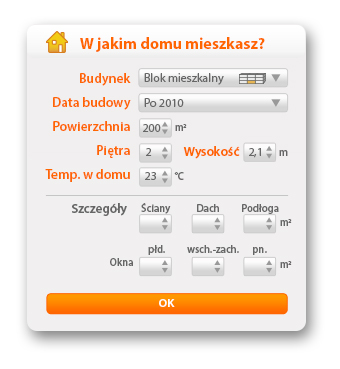 W jakim domu mieszkasz?
Budynek Blok mieszkalny
Data budowy Po 2010
Powierzchnia 200 m²
Piętra 2 Wysokość 2,1 m
Temp. w domu 23 °C
Szczegóły Ściany Dach Podłoga
m²
płd. wsch.-zach. pn.
Okna m²
OK